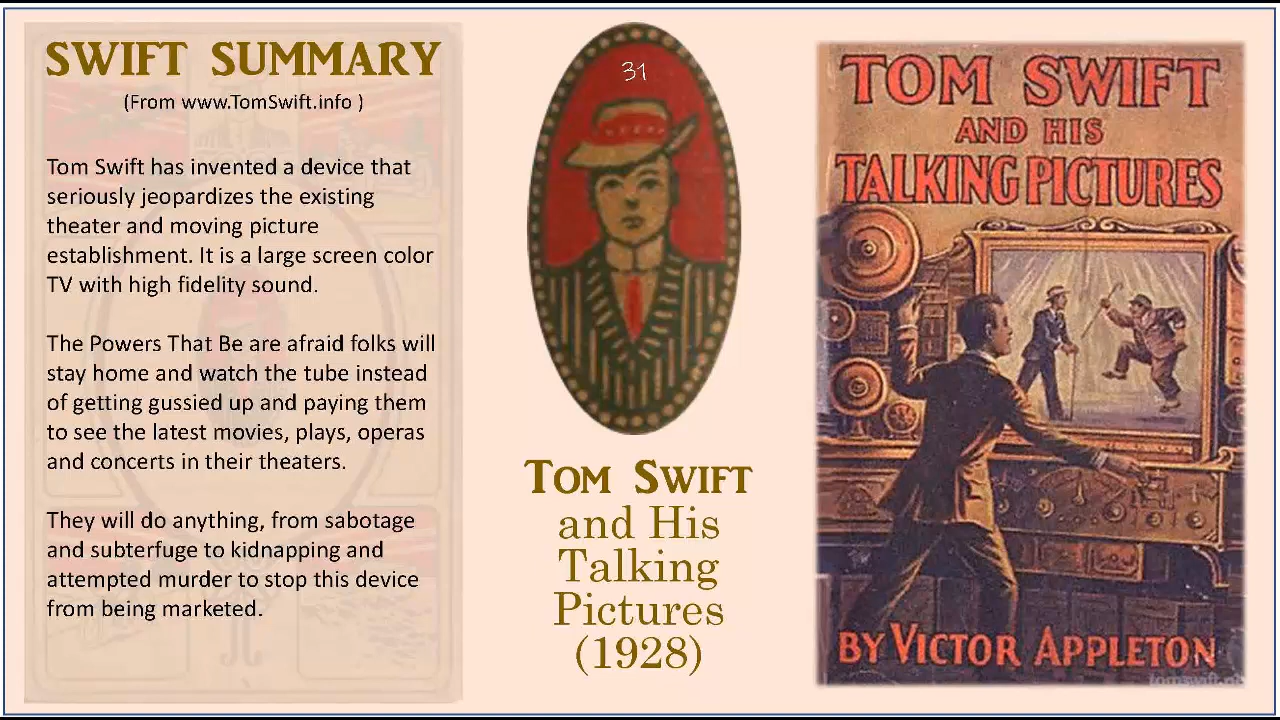 SWIFT SUMMARY
(From www.TomSwift.info )
Tom Swift has invented a device that
seriously jeopardizes the existing
theater and moving picture
establishment. It is a large screen color
TV with high fidelity sound.
The Powers That Be are afraid folks will
stay home and watch the tube instead
of getting gussied up and paying them
to see the latest movies, plays, operas
and concerts in their theaters.
They will do anything, from sabotage
and subterfuge to kidnapping and
attempted murder to stop this device
from being marketed.
31
TOM SWIFT
and His
Talking
Pictures
(1928)
TOM SWIFT
AND HIS
TALKING PICTURES
BY VICTOR APPLETON